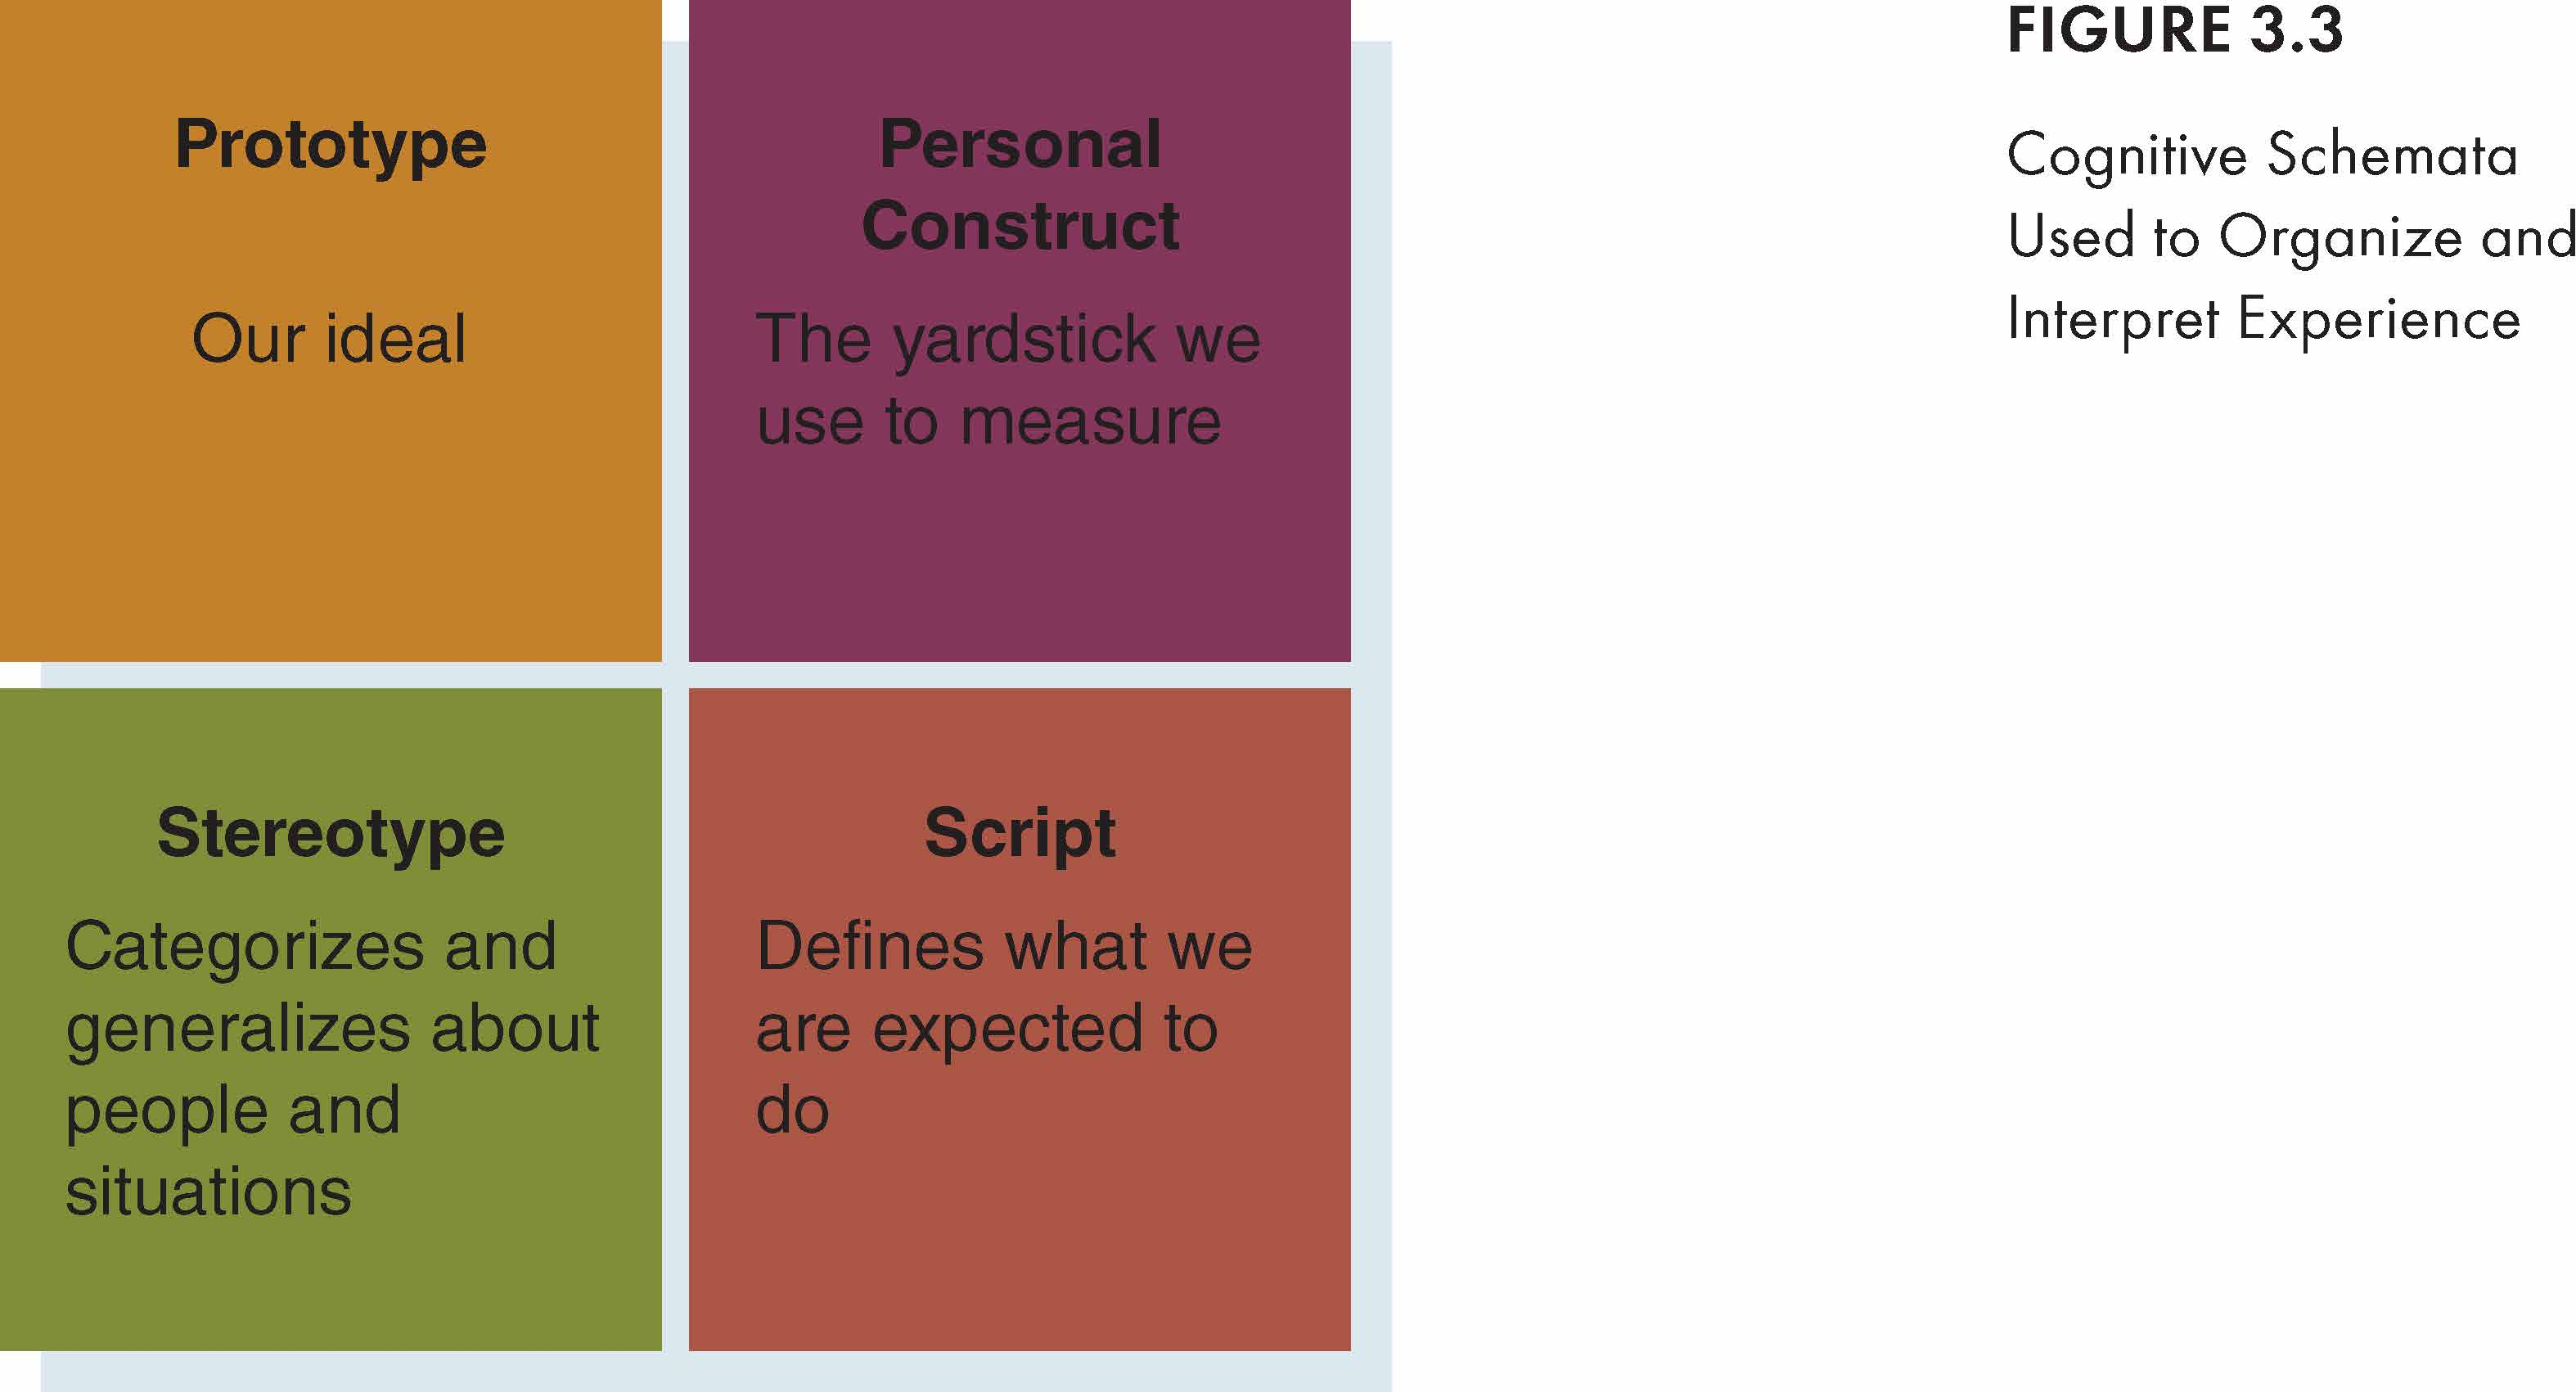 Prototype
Our ideal
Personal
Construct
The yardstick we
use to measure
Stereotype
Categorizes and
generalizes about
people and
situations
Script
Defines what we
are expected to
do
FIGURE 3.3
Cognitive Schemata
Used to Organize and
Interpret Experience